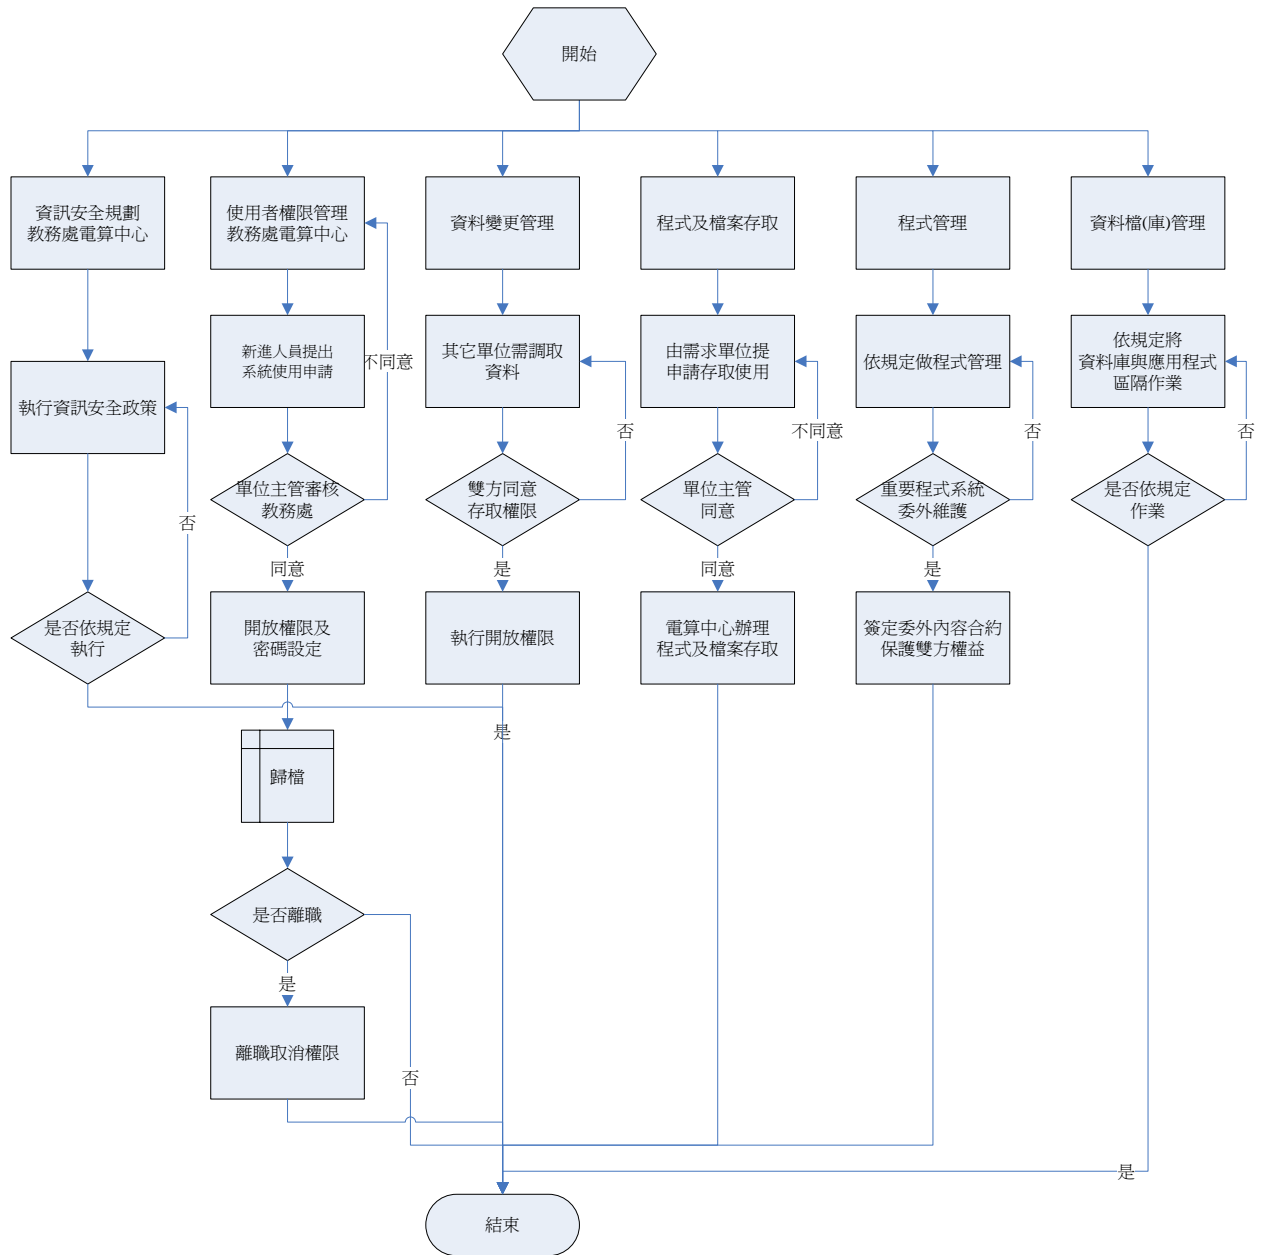 開始
資訊安全規劃
教務處電算中心
使用者權限管理
教務處電算中心
資料變更管理
程式及檔案存取
程式管理
資料檔(庫)管理
執行資訊安全政策
新進人員提出
系統使用申請
不同意
其它單位需調取
資料
由需求單位提
申請存取使用
依規定做程式管理
依規定將
資料庫與應用程式
區隔作業
否
不同意
否
否
單位主管審核
教務處
雙方同意
存取權限
單位主管
同意
重要程式系統
委外維護
是否依規定
作業
否
同意
是
同意
是
是否依規定
執行
開放權限及
密碼設定
執行開放權限
電算中心辦理
程式及檔案存取
簽定委外內容合約
保護雙方權益
是
歸檔
是否離職
是
離職取消權限
否
是
結束